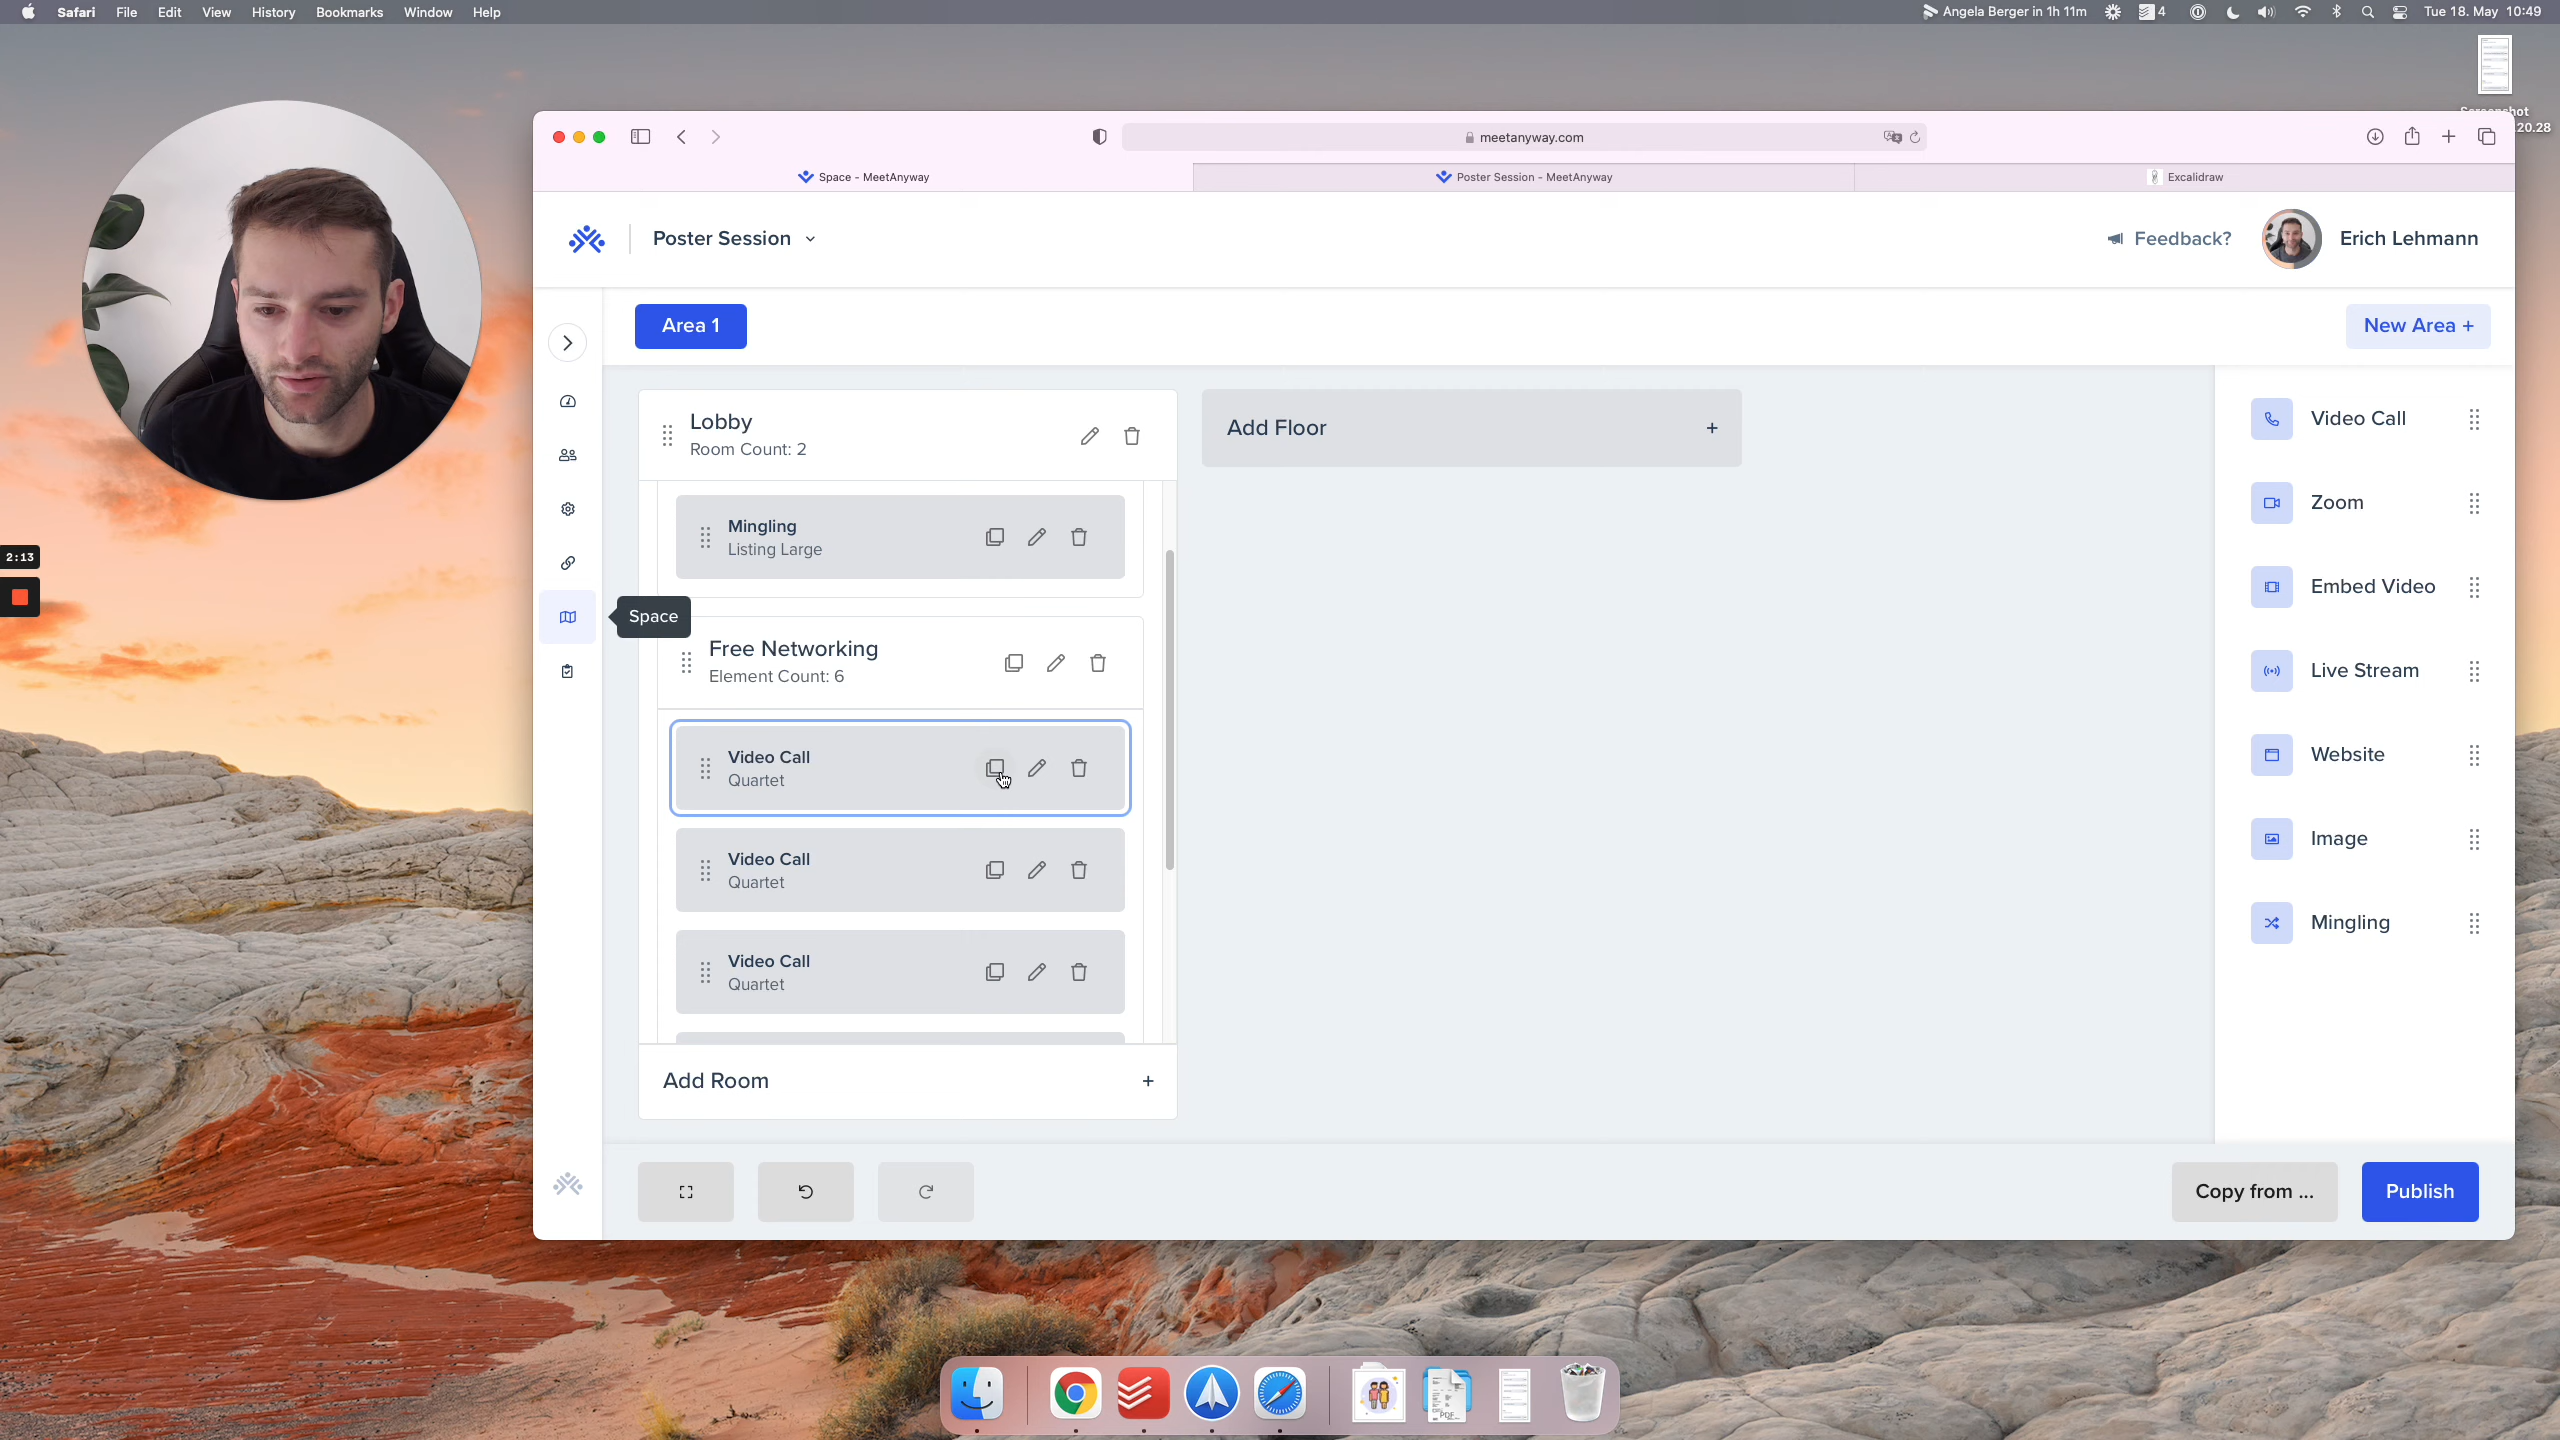 Safari File Edit View History Bookmarks Window Help
Angela Berger in 1h 11m 4 Tue 18. May 10:49
20.28
meetanyway.com
Space - MeetAnyway
Poster Session - MeetAnyway
Excalidraw
Poster Session
Feedback?
Erich Lehmann
Area 1
New Area +
Lobby
Room Count: 2
Add Floor +
Mingling
Listing Large
2:13
Space
Free Networking
Element Count: 6
Video Call
Quartet
Video Call
Quartet
Video Call
Quartet
Add Room +
Video Call
Zoom
Embed Video
Live Stream
Website
Image
Mingling
Copy from ...
Publish
PDF